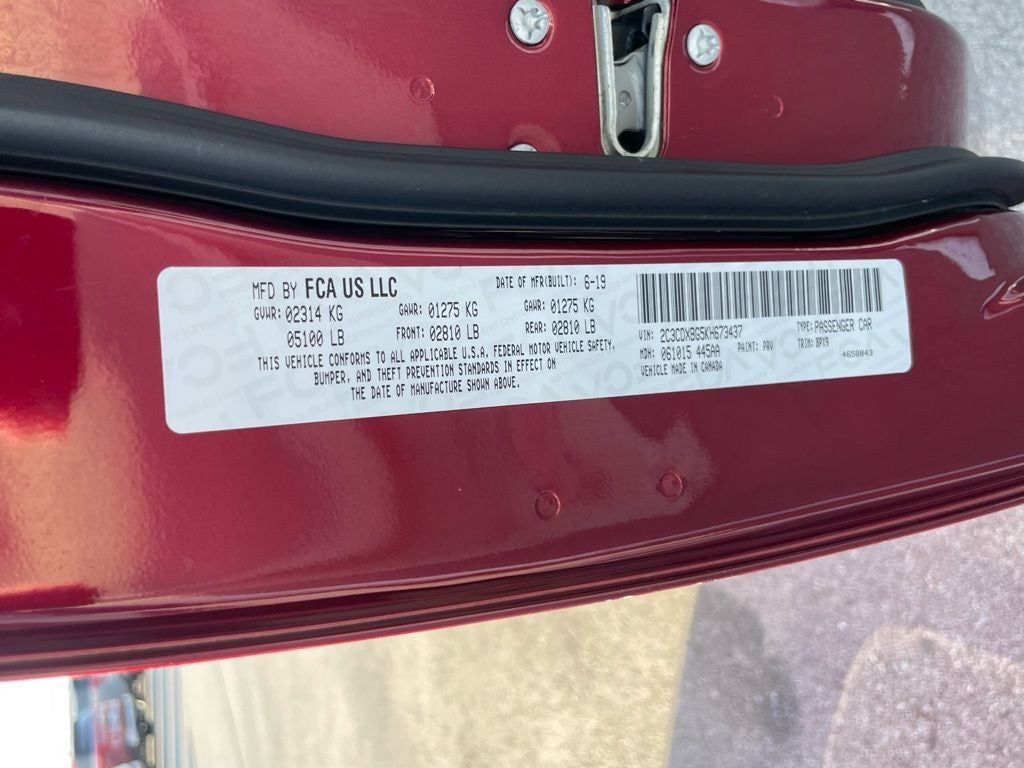 MFD BY FCA US LLC DATE OF MFR(BUILT): 6-19
GVWR: 02314 KG GAWR: 01275 KG GAWR: 01275 KG
05100 LB FRONT: 02810 LB REAR: 02810 LB
THIS VEHICLE CONFORMS TO ALL APPLICABLE U.S.A. FEDERAL MOTOR VEHICLE SAFETY,
BUMPER, AND THEFT PREVENTION STANDARDS IN EFFECT ON
THE DATE OF MANUFACTURE SHOWN ABOVE.
VIN: 2C3CDXBG5KH673437 TYPE: PASSENGER CAR
MDH: 061015 445AA PAINT: PRV TRIM: BPX9
VEHICLE MADE IN CANADA 4658843